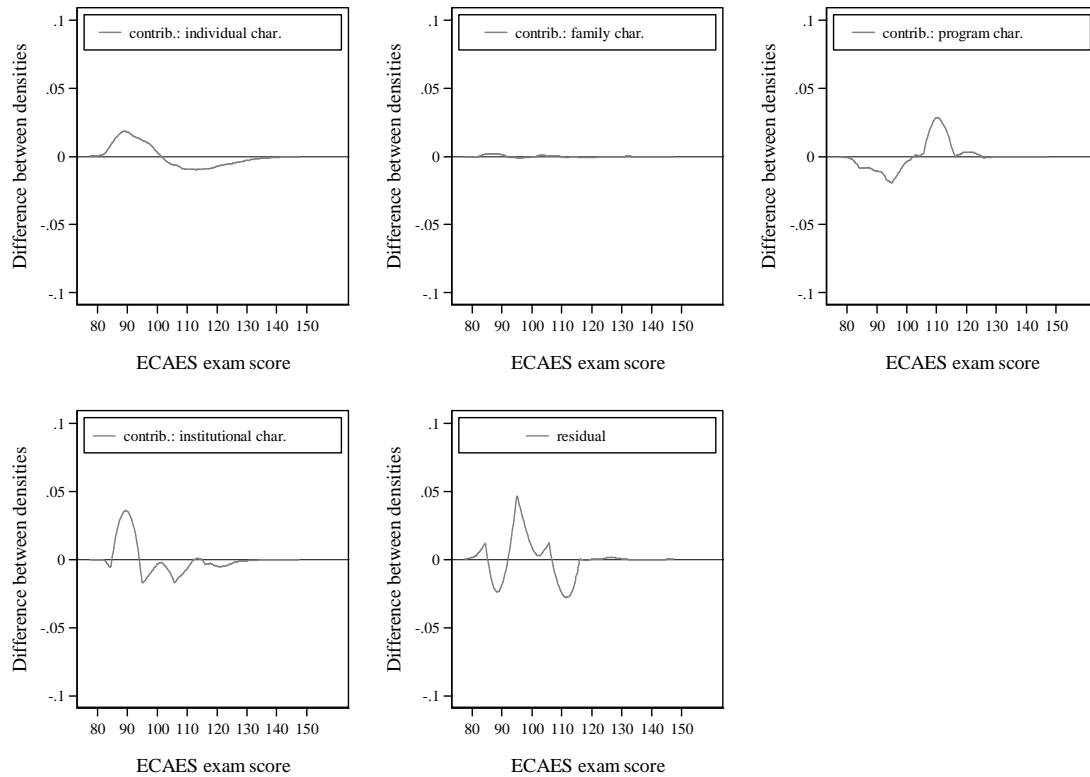 contrib.: individual char.
Difference between densities
.1
.05
0
-.05
-.1
80 90 100 110 120 130 140 150
ECAES exam score
contrib.: family char.
Difference between densities
.1
.05
0
-.05
-.1
80 90 100 110 120 130 140 150
ECAES exam score
contrib.: program char.
Difference between densities
.1
.05
0
-.05
-.1
80 90 100 110 120 130 140 150
ECAES exam score
contrib.: institutional char.
Difference between densities
.1
.05
0
-.05
-.1
80 90 100 110 120 130 140 150
ECAES exam score
residual
Difference between densities
.1
.05
0
-.05
-.1
80 90 100 110 120 130 140 150
ECAES exam score